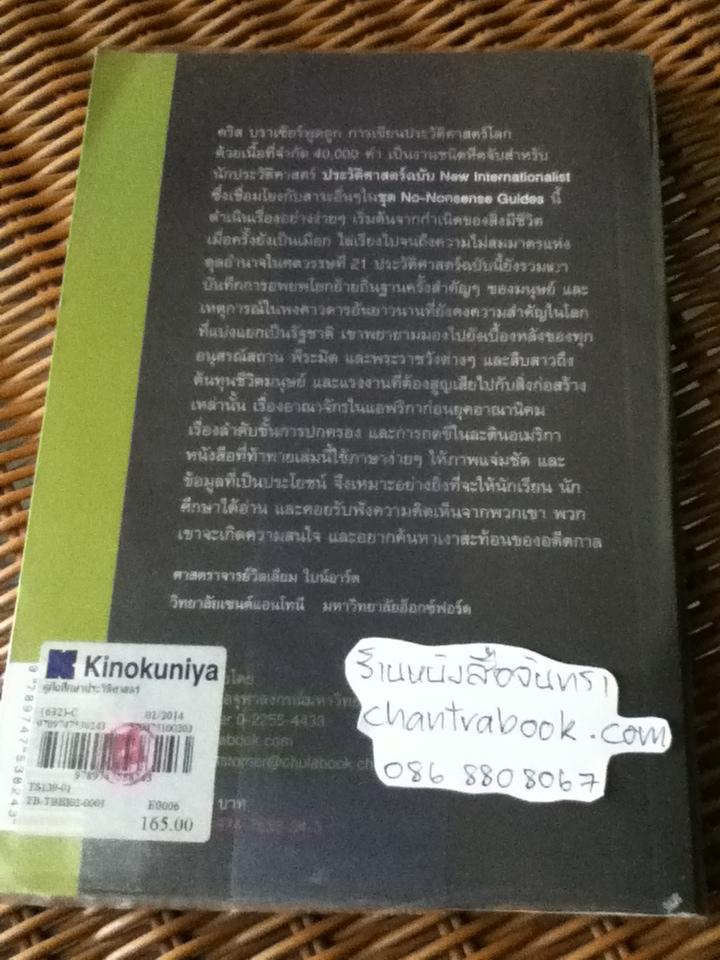 คริส บราเซียร์พูดถูก การเขียนประวัติศาสตร์โลก
ด้วยเนื้อที่จำกัด 40,000 คำ เป็นงานชนิดหืดจับสำหรับ
นักประวัติศาสตร์ ประวัติศาสตร์ฉบับ New Internationalist
ซึ่งเชื่อมโยงกับสาระอื่นๆในชุด No-Nonsense Guides นี้
ดำเนินเรื่องอย่างง่ายๆ เริ่มต้นจากกำเนิดของสิ่งมีชีวิต
เมื่อครั้งยังเป็นเมือก ไล่เรียงไปจนถึงความไม่สมมาตรแห่ง
ดุลอำนาจในศตวรรษที่ 21 ประวัติศาสตร์ฉบับนี้ยังรวมเอา
บันทึกการอพยพโยกย้ายถิ่นฐานครั้งสำคัญๆ ของมนุษย์ และ
เหตุการณ์ในพงศาวดารอันยาวนานที่ยังคงความสำคัญในโลก
ที่แบ่งแยกเป็นรัฐชาติ เขาพยายามมองไปยังเบื้องหลังของทุก
อนุสรณ์สถาน พีระมิด และพระราชวังต่างๆ และสืบสาวถึง
ต้นทุนชีวิตมนุษย์ และแรงงานที่ต้องสูญเสียไปกับสิ่งก่อสร้าง
เหล่านั้น เรื่องอาณาจักรในแอฟริกาก่อนยุคอาณานิคม
เรื่องลำดับชั้นการปกครอง และการกดขี่ในละตินอเมริกา
หนังสือที่ท้าทายเล่มนี้ใช้ภาษาง่ายๆ ให้ภาพแจ่มชัด และ
ข้อมูลที่เป็นประโยชน์ จึงเหมาะอย่างยิ่งที่จะให้นักเรียน นัก
ศึกษาได้อ่าน และคอยรับฟังความคิดเห็นจากพวกเขา พวก
เขาจะเกิดความสนใจ และอยากค้นหาเงาสะท้อนของอดีตกาล
ศาสตราจารย์วิลเลียม ไบน์อาร์ต
วิทยาลัยเซนต์แอนโทนี มหาวิทยาลัยอ็อกซ์ฟอร์ด
Kinokuniya
คู่มือศึกษาประวัติศาสตร์
(632)-C 01/2014
9789747538243
E0006
165.00
9 789747 538243
0-2255-4433
บาท
ร้านหนังสือจันทรา
chantrabook.com
086 8808067